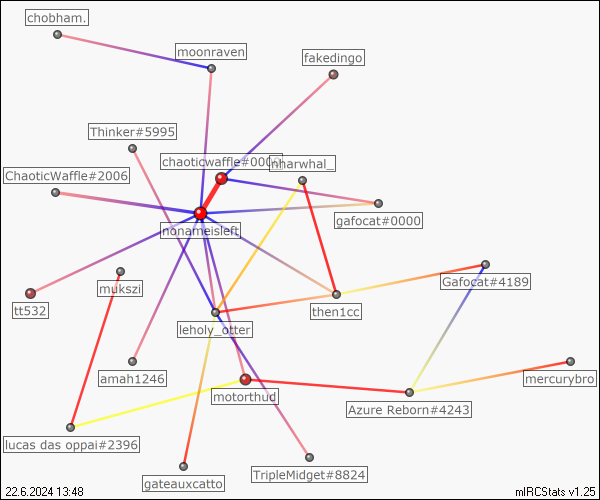 chobham.
moonraven
fakedingo
Thinker#5995
chaoticwaffle#0000
nharwhal_
ChaoticWaffle#2006
gafocat#0000
nonameisleft
Gafocat#4189
mukszi
tt532
then1cc
leholy_otter
amah1246
mercurybro
motorthud
Azure Reborn#4243
lucas das oppai#2396
TripleMidget#8824
gateauxcatto
22.6.2024 13:48
mIRCStats v1.25